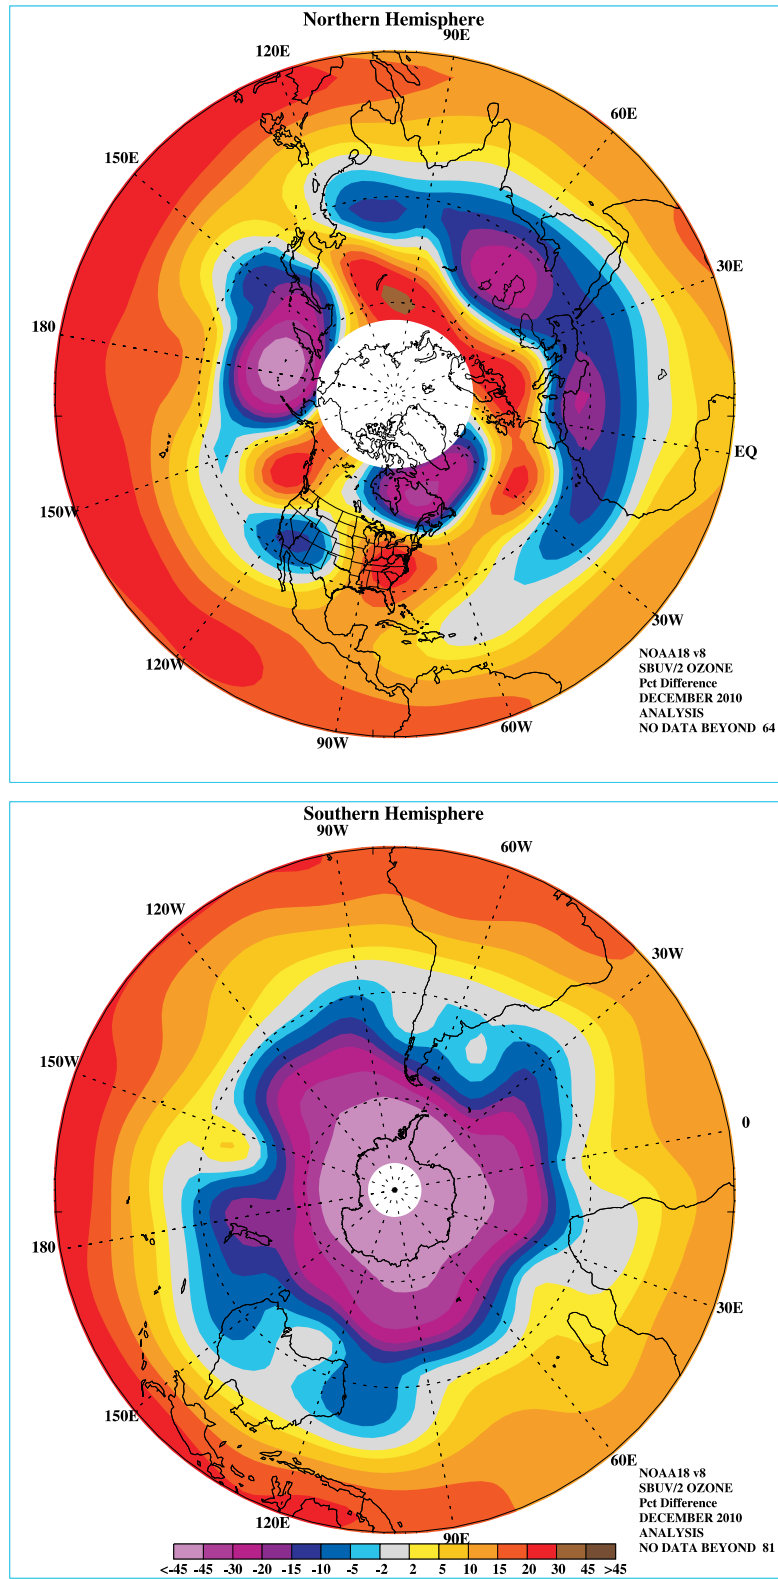 Northern Hemisphere
90E
120E
60E
150E
30E
180
EQ
150W
30W
120W
60W
90W
NOAA18 v8
SBUV/2 OZONE
Pct Difference
DECEMBER 2010
ANALYSIS
NO DATA BEYOND 64
Southern Hemisphere
90W
60W
120W
30W
150W
0
180
30E
150E
60E
120E
90E
NOAA18 v8
SBUV/2 OZONE
Pct Difference
DECEMBER 2010
ANALYSIS
NO DATA BEYOND 81
<-45 -45 -30 -20 -15 -10 -5 -2 2 5 10 15 20 30 45 >45